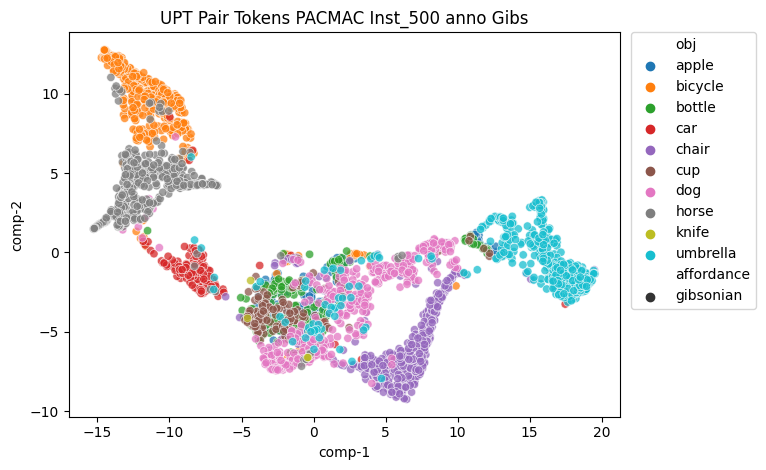 UPT Pair Tokens PACMAC Inst_500 anno Gibs
obj
apple
bicycle
bottle
car
chair
cup
dog
horse
knife
umbrella
affordance
gibsonian
comp-2
10
5
0
−5
−10
−15
−10
−5
0
5
10
15
20
comp-1